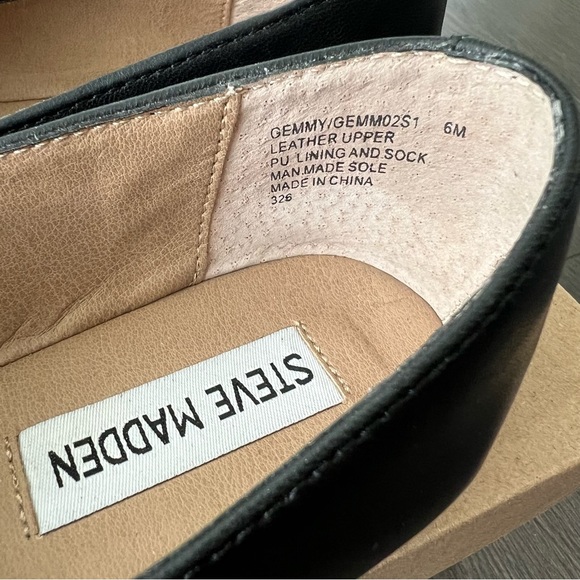 GEMMY/GEMM02S1 6M
LEATHER UPPER
PU LINING AND SOCK
MAN.MADE SOLE
MADE IN CHINA
326
STEVE MADDEN